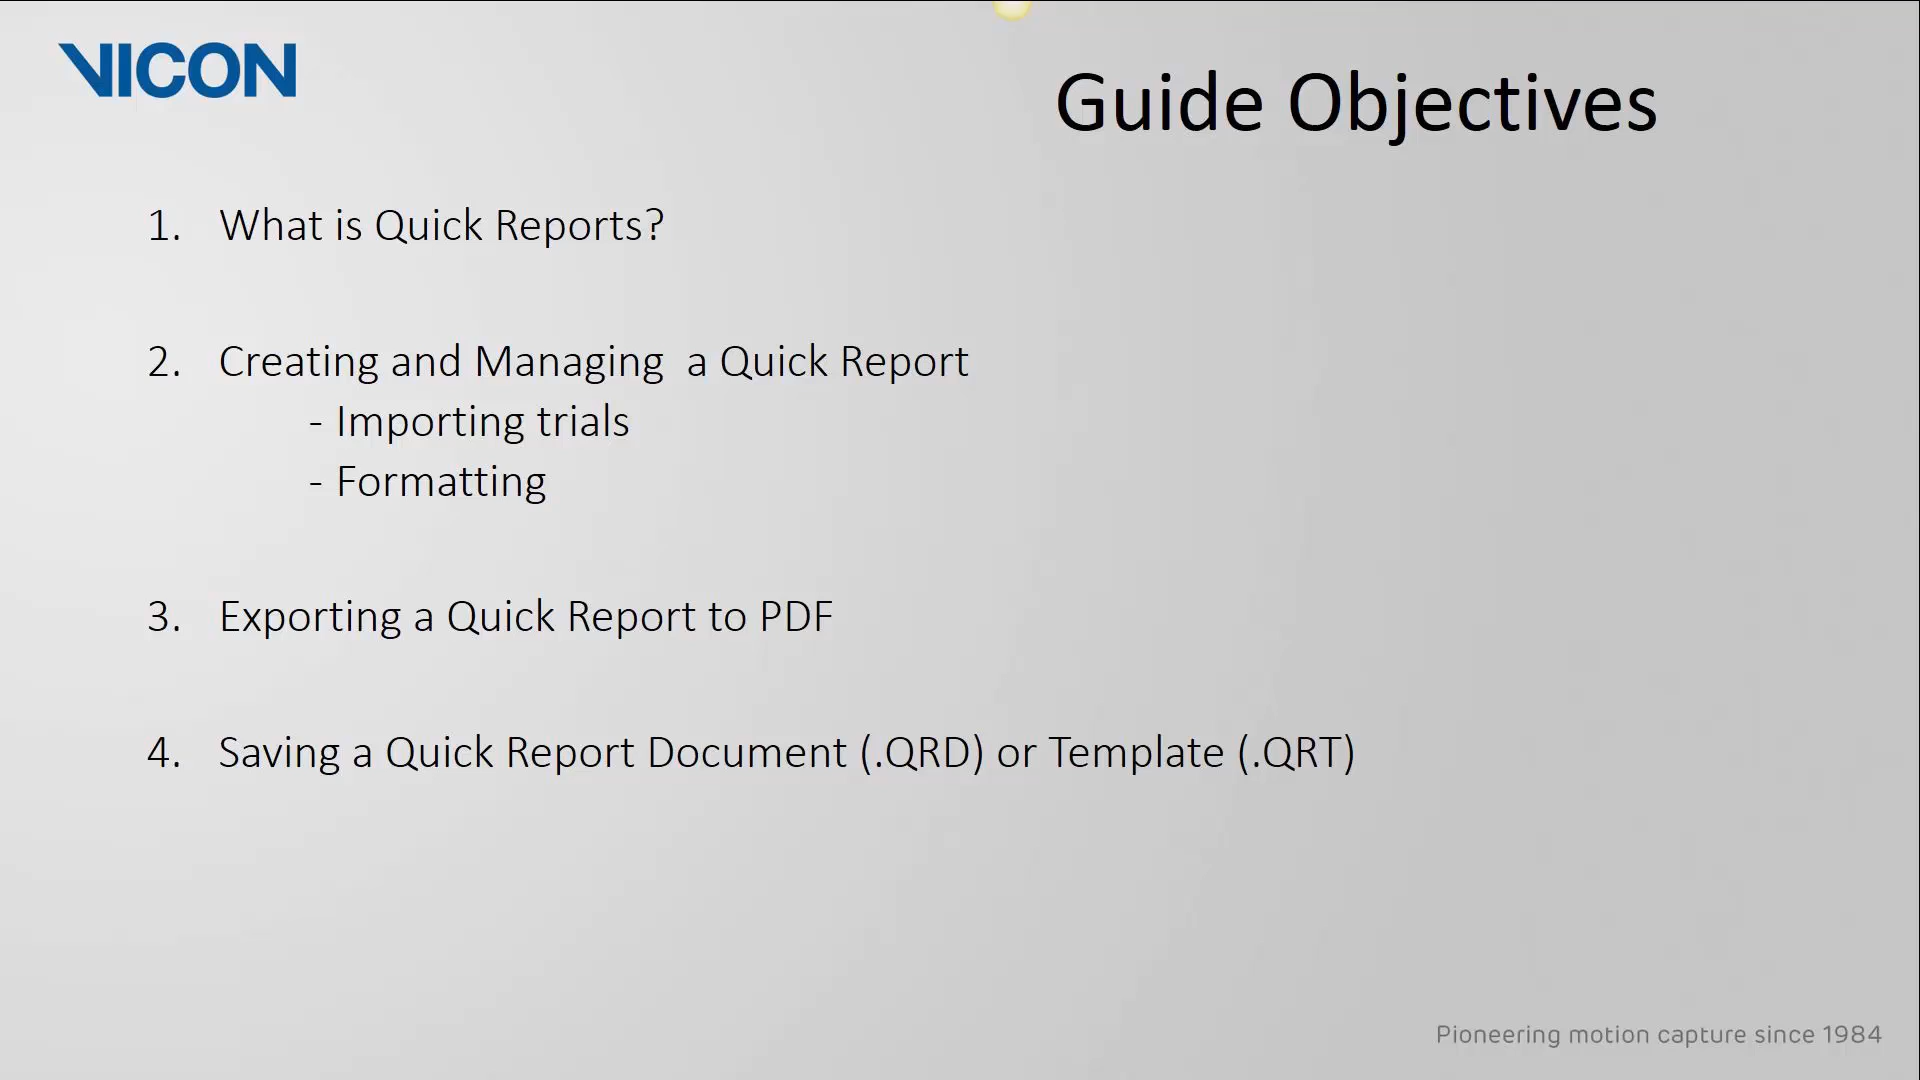 VICON
Guide Objectives
1. What is Quick Reports?
2. Creating and Managing  a Quick Report
- Importing trials
- Formatting
3. Exporting a Quick Report to PDF
4. Saving a Quick Report Document (.QRD) or Template (.QRT)
Pioneering motion capture since 1984